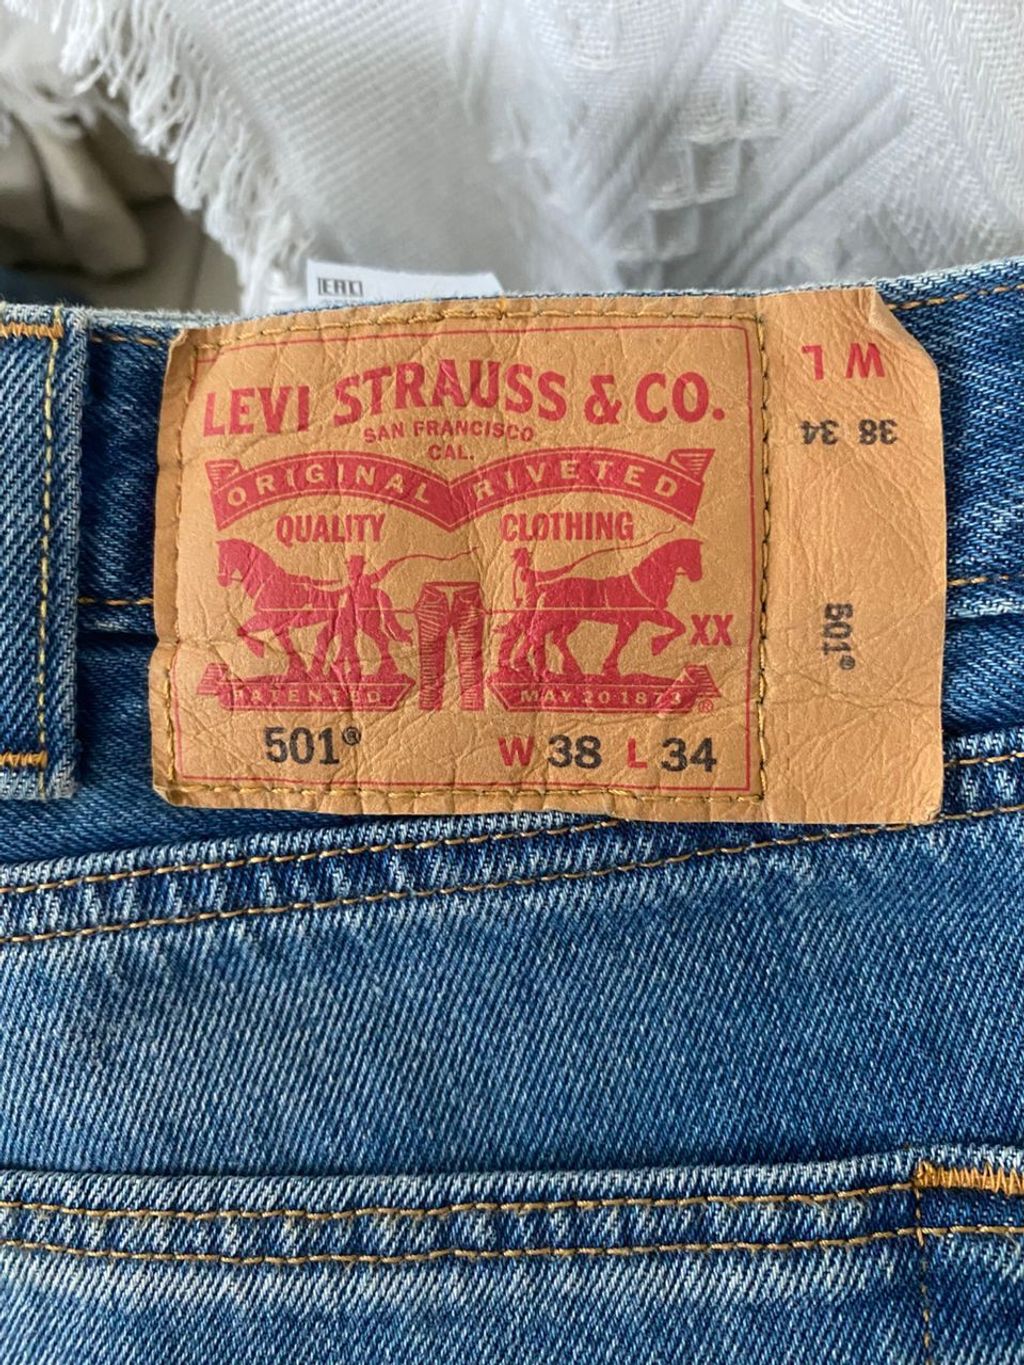 EAC
LEVI STRAUSS & CO.
SAN FRANCISCO
CAL.
ORIGINAL RIVETED
QUALITY CLOTHING
XX
PATENTED MAY 20 1873 ®
501® W 38 L 34
W L
38 34
501®